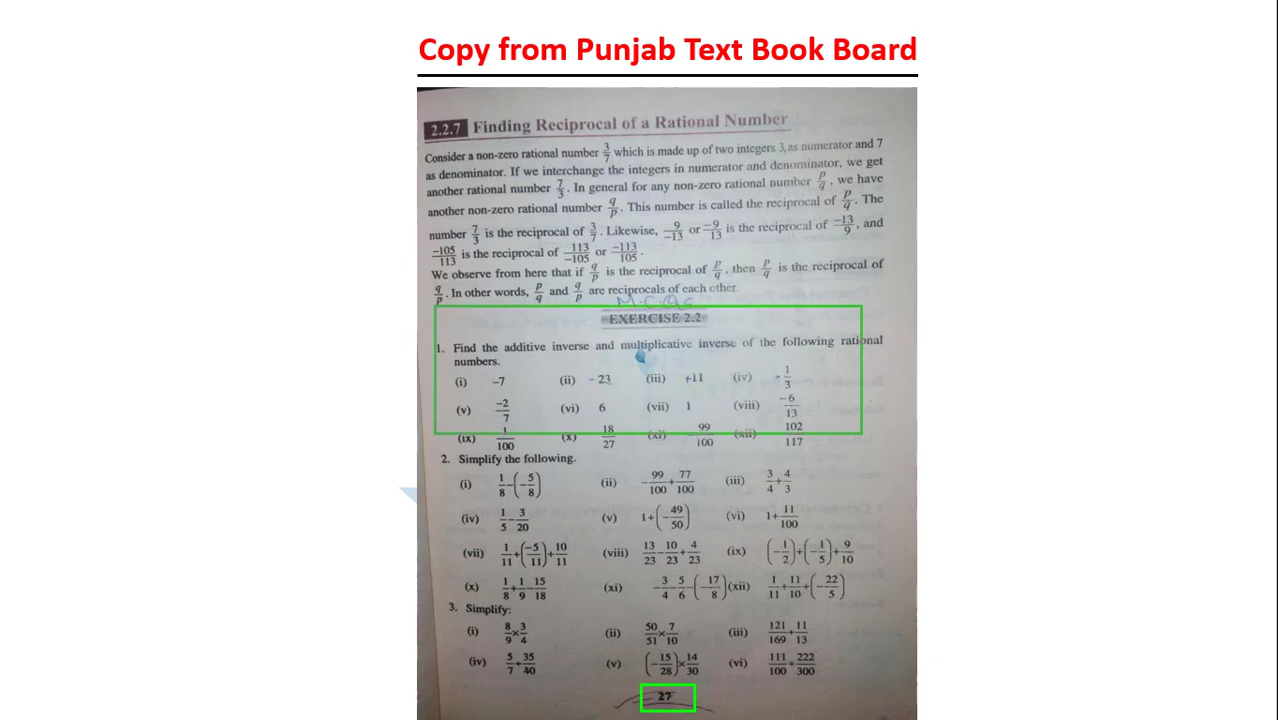 Copy from Punjab Text Book Board
2.2.7 Finding Reciprocal of a Rational Number
Consider a non-zero rational number 3/7 which is made up of two integers 3, as numerator and 7
as denominator. If we interchange the integers in numerator and denominator, we get
another rational number 7/3. In general for any non-zero rational number p/q, we have
another non-zero rational number q/p. This number is called the reciprocal of p/q. The
number 7/3 is the reciprocal of 3/7. Likewise, 9/-13 or -9/13 is the reciprocal of -13/9, and
-105/113 is the reciprocal of 113/-105 or -113/105.
We observe from here that if q/p is the reciprocal of p/q, then p/q is the reciprocal of
q/p. In other words, p/q and q/p are reciprocals of each other.
M.C.Qs
EXERCISE 2.2
1. Find the additive inverse and multiplicative inverse of the following rational
numbers.
(i) -7 (ii) -23 (iii) +11 (iv) -1/3
(v) -2/7 (vi) 6 (vii) 1 (viii) -6/13
(ix) 1/100 (x) 18/27 (xi) 99/100 (xii) 102/117
2. Simplify the following.
(i) 1/8-(-5/8) (ii) -99/100+77/100 (iii) 3/4+4/3
(iv) 1/5-3/20 (v) 1+(-49/50) (vi) 1+11/100
(vii) 1/11+(-5/11)+10/11 (viii) 13/23-10/23+4/23 (ix) (-1/2)+(-1/5)+9/10
(x) 1/8+1/9-15/18 (xi) -3/4-5/6-(-17/8) (xii) 1/11+11/10+(-22/5)
3. Simplify:
(i) 8/9×3/4 (ii) 50/51×7/10 (iii) 121/169÷11/13
(iv) 5/7÷35/40 (v) (-15/28)×14/30 (vi) 111/100÷222/300
27